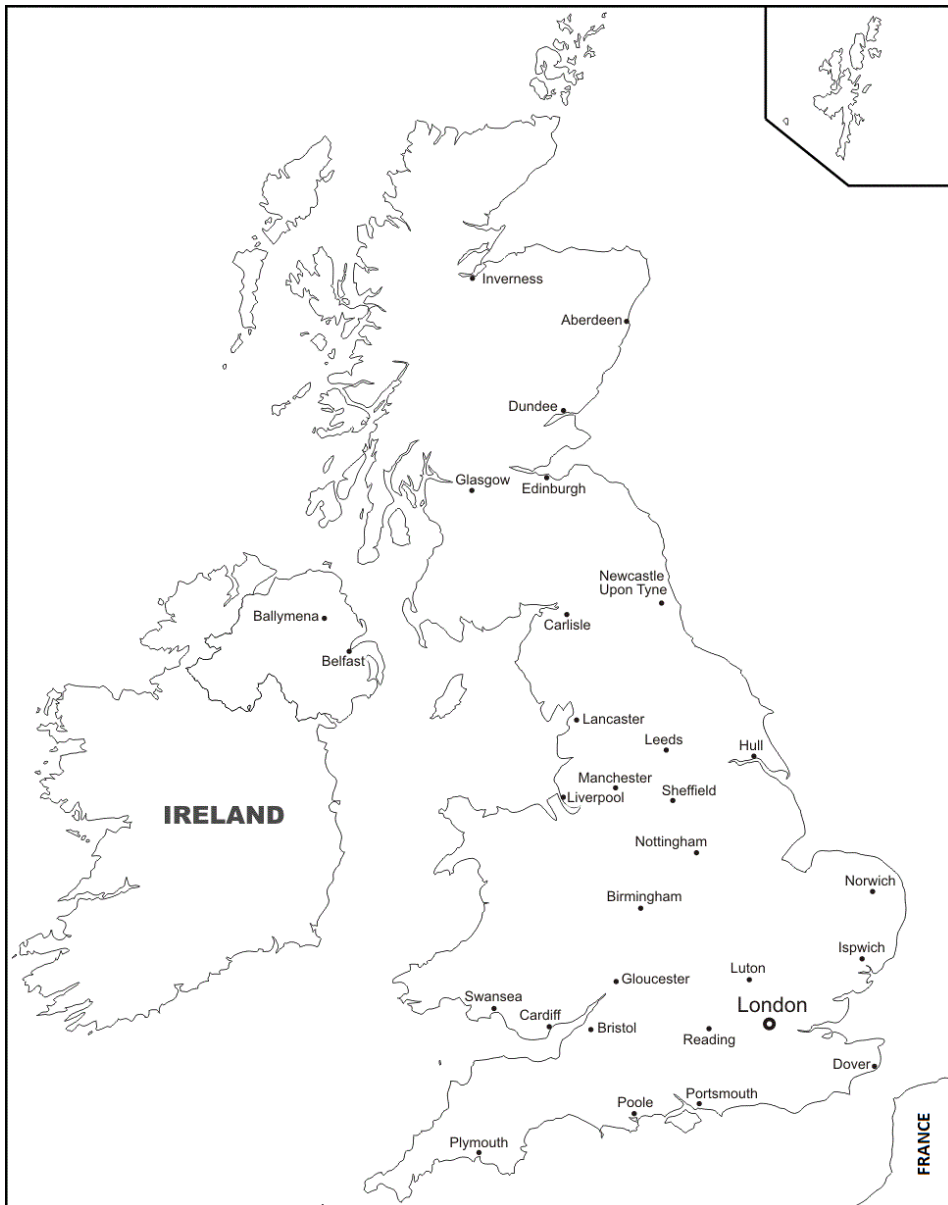 Inverness
Aberdeen
Dundee
Glasgow
Edinburgh
Newcastle
Upon Tyne
Ballymena
Carlisle
Belfast
Lancaster
Leeds
Hull
Manchester
Sheffield
Liverpool
IRELAND
Nottingham
Norwich
Birmingham
Ispwich
Luton
Gloucester
Swansea
London
Cardiff
Bristol
Reading
Dover
Portsmouth
Poole
FRANCE
Plymouth